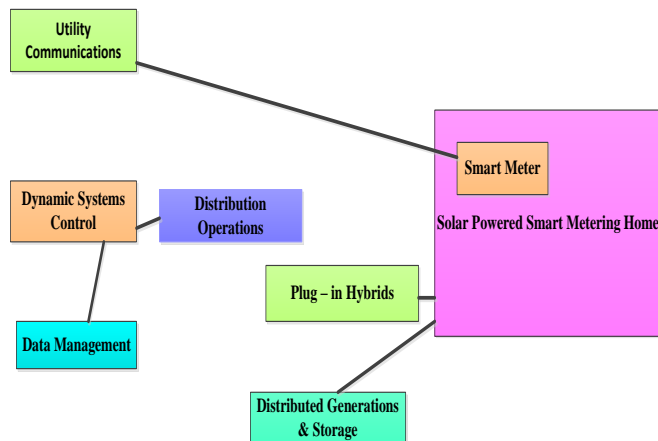 Utility
Communications
Smart Meter
Dynamic Systems
Control
Distribution
Operations
Solar Powered Smart Metering Home
Plug – in Hybrids
Data Management
Distributed Generations
& Storage